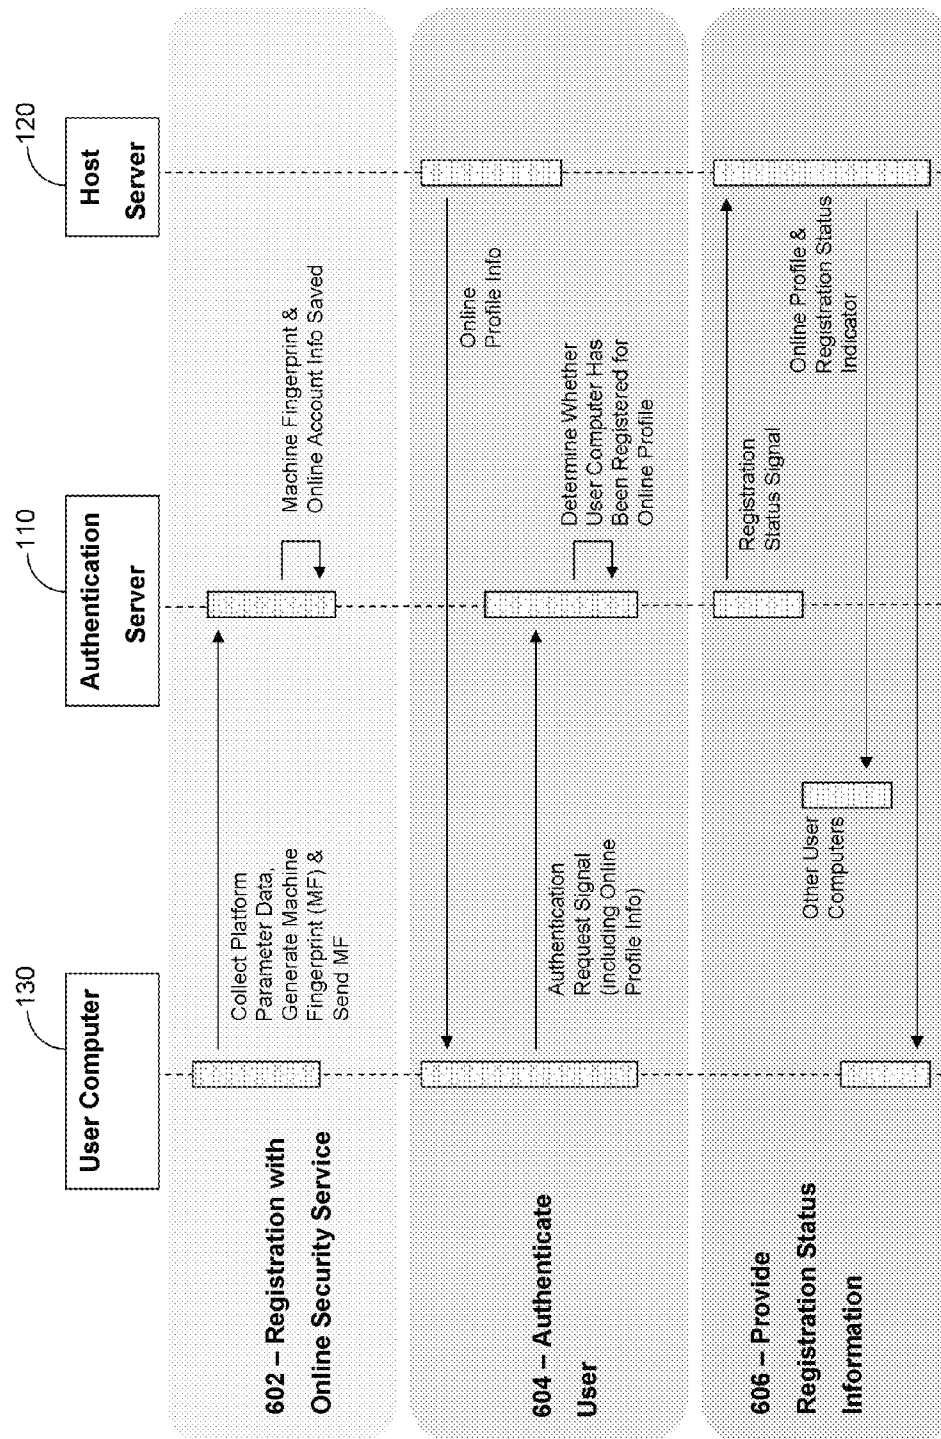 130
User Computer
110
Authentication
Server
120
Host
Server
602 – Registration with
Online Security Service
Collect Platform
Parameter Data,
Generate Machine
Fingerprint (MF) &
Send MF
Machine Fingerprint &
Online Account Info Saved
604 – Authenticate
User
Online
Profile Info
Authentication
Request Signal
(including Online
Profile Info)
Determine Whether
User Computer Has
Been Registered for
Online Profile
606 – Provide
Registration Status
Information
Registration
Status Signal
Other User
Computers
Online Profile &
Registration Status
Indicator